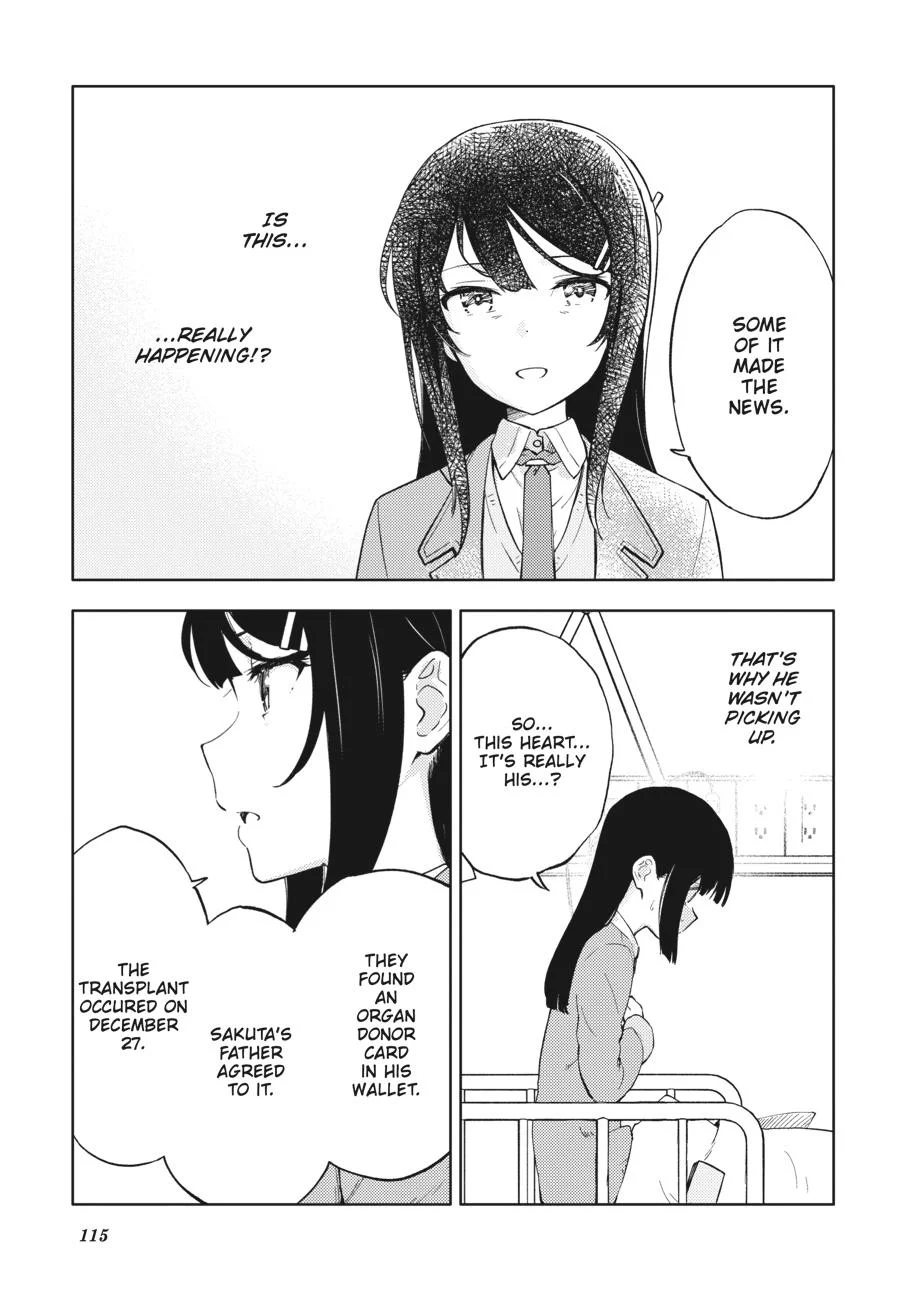 SOME
OF IT
MADE
THE
NEWS.
IS
THIS...
...REALLY
HAPPENING!?
THAT'S
WHY HE
WASN'T
PICKING
UP.
SO...
THIS HEART...
IT'S REALLY
HIS...?
THEY
FOUND
AN
ORGAN
DONOR
CARD
IN HIS
WALLET.
SAKUTA'S
FATHER
AGREED
TO IT.
THE
TRANSPLANT
OCCURED ON
DECEMBER
27.
115